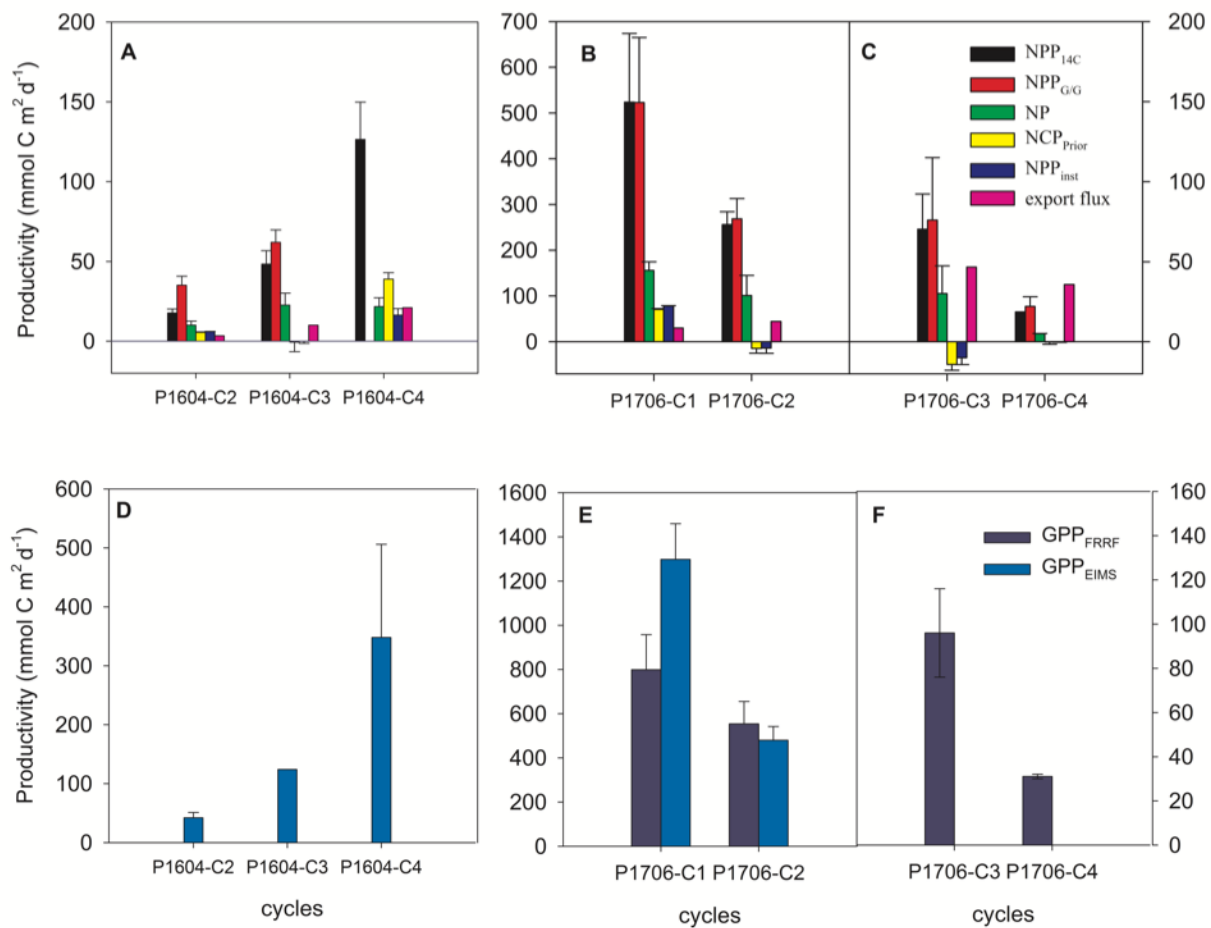 Productivity (mmol C m² d⁻¹)
A
200
150
100
50
0
P1604-C2 P1604-C3 P1604-C4
B
700
600
500
400
300
200
100
0
P1706-C1 P1706-C2
C
NPP14C
NPPG/G
NP
NCPPrior
NPPinst
export flux
200
150
100
50
0
P1706-C3 P1706-C4
Productivity (mmol C m² d⁻¹)
D
600
500
400
300
200
100
0
P1604-C2 P1604-C3 P1604-C4
cycles
E
1600
1400
1200
1000
800
600
400
200
0
P1706-C1 P1706-C2
cycles
F
GPPFRRF
GPPEIMS
160
140
120
100
80
60
40
20
0
P1706-C3 P1706-C4
cycles